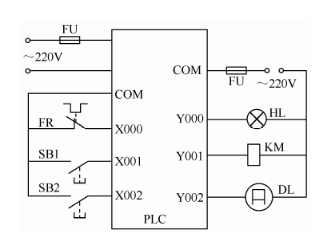 FU
～220V
COM
FU
～220V
COM
FR
X000
Y000
HL
SB1
X001
Y001
KM
SB2
X002
Y002
DL
PLC